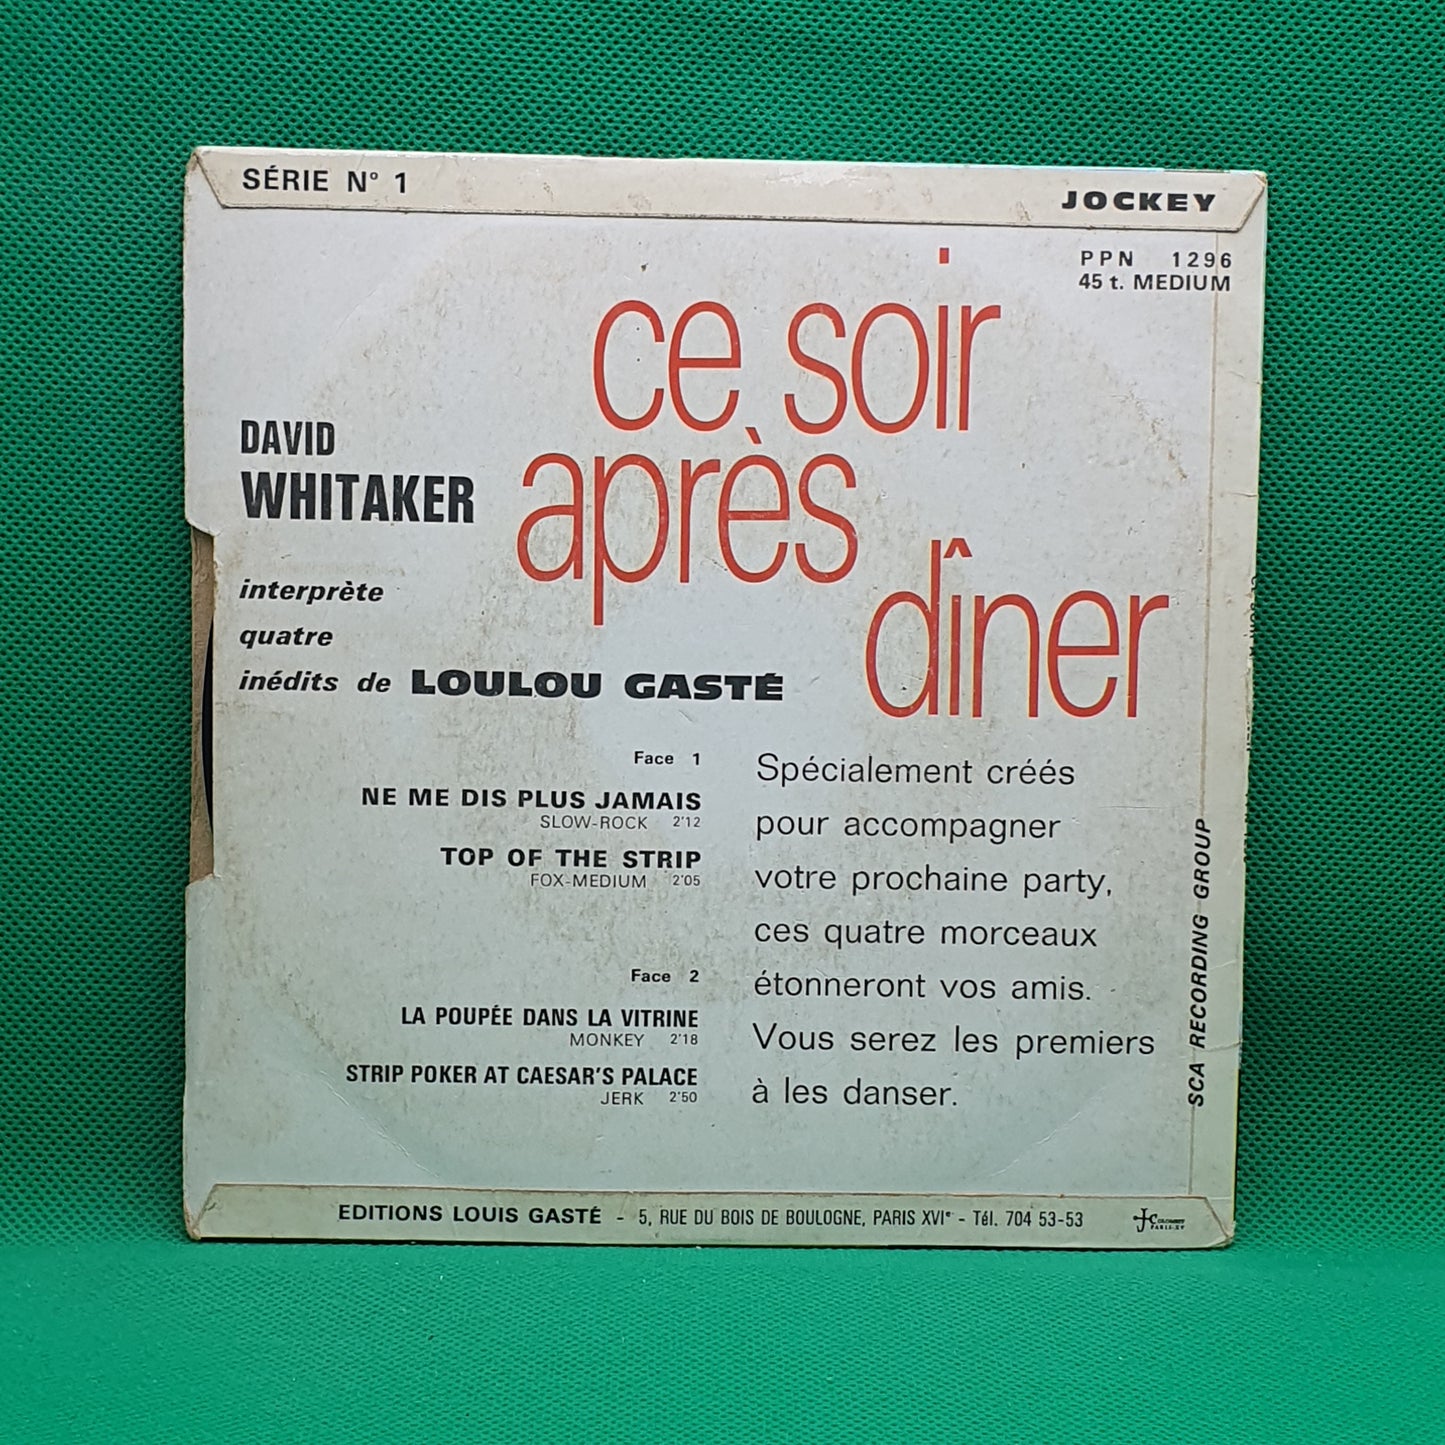 SÉRIE N° 1
JOCKEY
PPN 1296
45 t. MEDIUM
ce soir
après
dîner
DAVID
WHITAKER
interprète
quatre
inédits de LOULOU GASTÉ
Face 1
NE ME DIS PLUS JAMAIS
SLOW-ROCK 2'12
TOP OF THE STRIP
FOX-MEDIUM 2'05
Face 2
LA POUPÉE DANS LA VITRINE
MONKEY 2'18
STRIP POKER AT CAESAR'S PALACE
JERK 2'50
Spécialement créés
pour accompagner
votre prochaine party,
ces quatre morceaux
étonneront vos amis.
Vous serez les premiers
à les danser.
SCA RECORDING GROUP
EDITIONS LOUIS GASTÉ - 5, RUE DU BOIS DE BOULOGNE, PARIS XVIe - Tél. 704 53-53